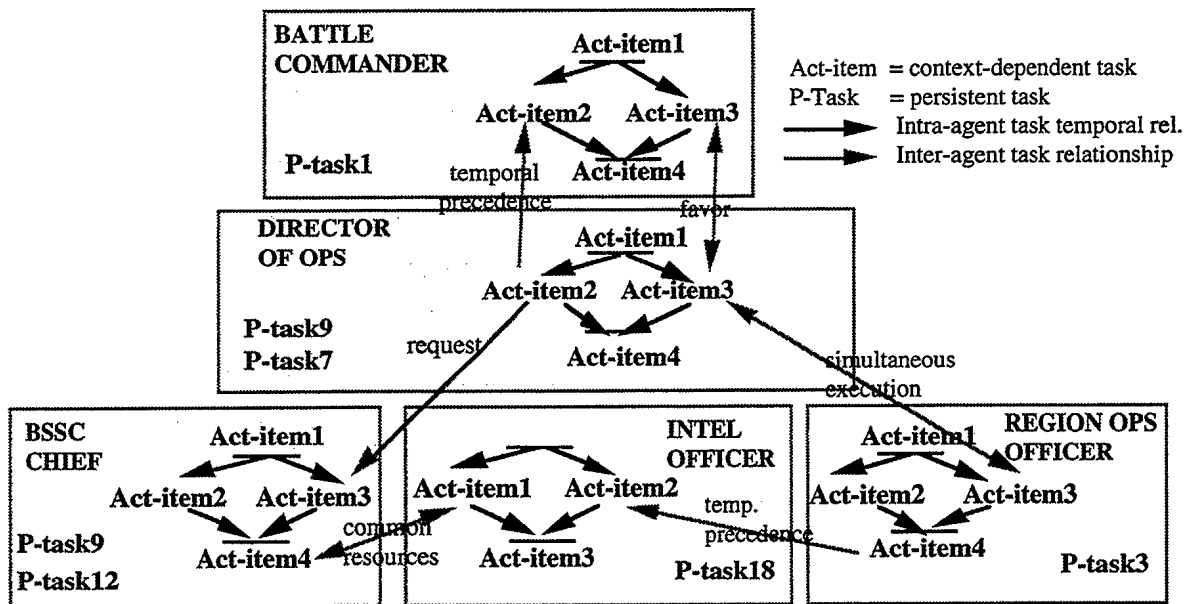 BATTLE
COMMANDER
Act-item1
Act-item2
Act-item3
Act-item4
P-task1
Act-item = context-dependent task
P-Task = persistent task
Intra-agent task temporal rel.
Inter-agent task relationship
temporal
precedence
favor
DIRECTOR
OF OPS
Act-item1
Act-item2
Act-item3
Act-item4
P-task9
P-task7
request
simultaneous
execution
BSSC
CHIEF
Act-item1
Act-item2
Act-item3
Act-item4
P-task9
P-task12
common
resources
INTEL
OFFICER
Act-item1
Act-item2
Act-item3
P-task18
temp.
precedence
REGION OPS
OFFICER
Act-item1
Act-item2
Act-item3
Act-item4
P-task3